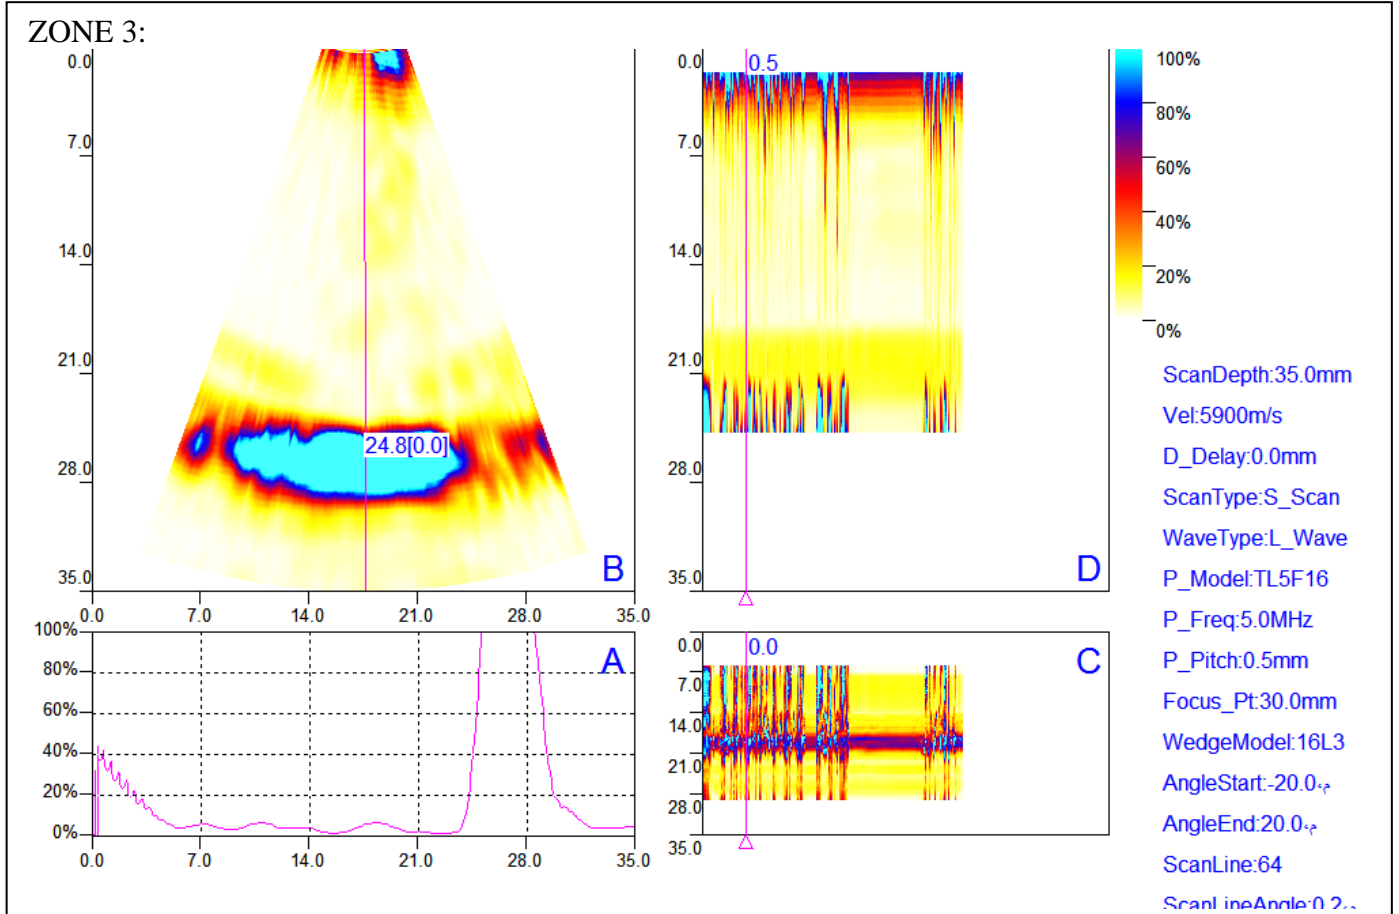 ZONE 3:
0.0
7.0
14.0
21.0
28.0
35.0
24.8[0.0]
B
0.0 7.0 14.0 21.0 28.0 35.0
0.0
7.0
14.0
21.0
28.0
35.0
0.5
D
100%
80%
60%
40%
20%
0%
100%
80%
60%
40%
20%
0%
A
0.0 7.0 14.0 21.0 28.0 35.0
0.0
7.0
14.0
21.0
28.0
35.0
0.0
C
ScanDepth:35.0mm
Vel:5900m/s
D_Delay:0.0mm
ScanType:S_Scan
WaveType:L_Wave
P_Model:TL5F16
P_Freq:5.0MHz
P_Pitch:0.5mm
Focus_Pt:30.0mm
WedgeModel:16L3
AngleStart:-20.0
AngleEnd:20.0
ScanLine:64
ScanLineAngle:0.2